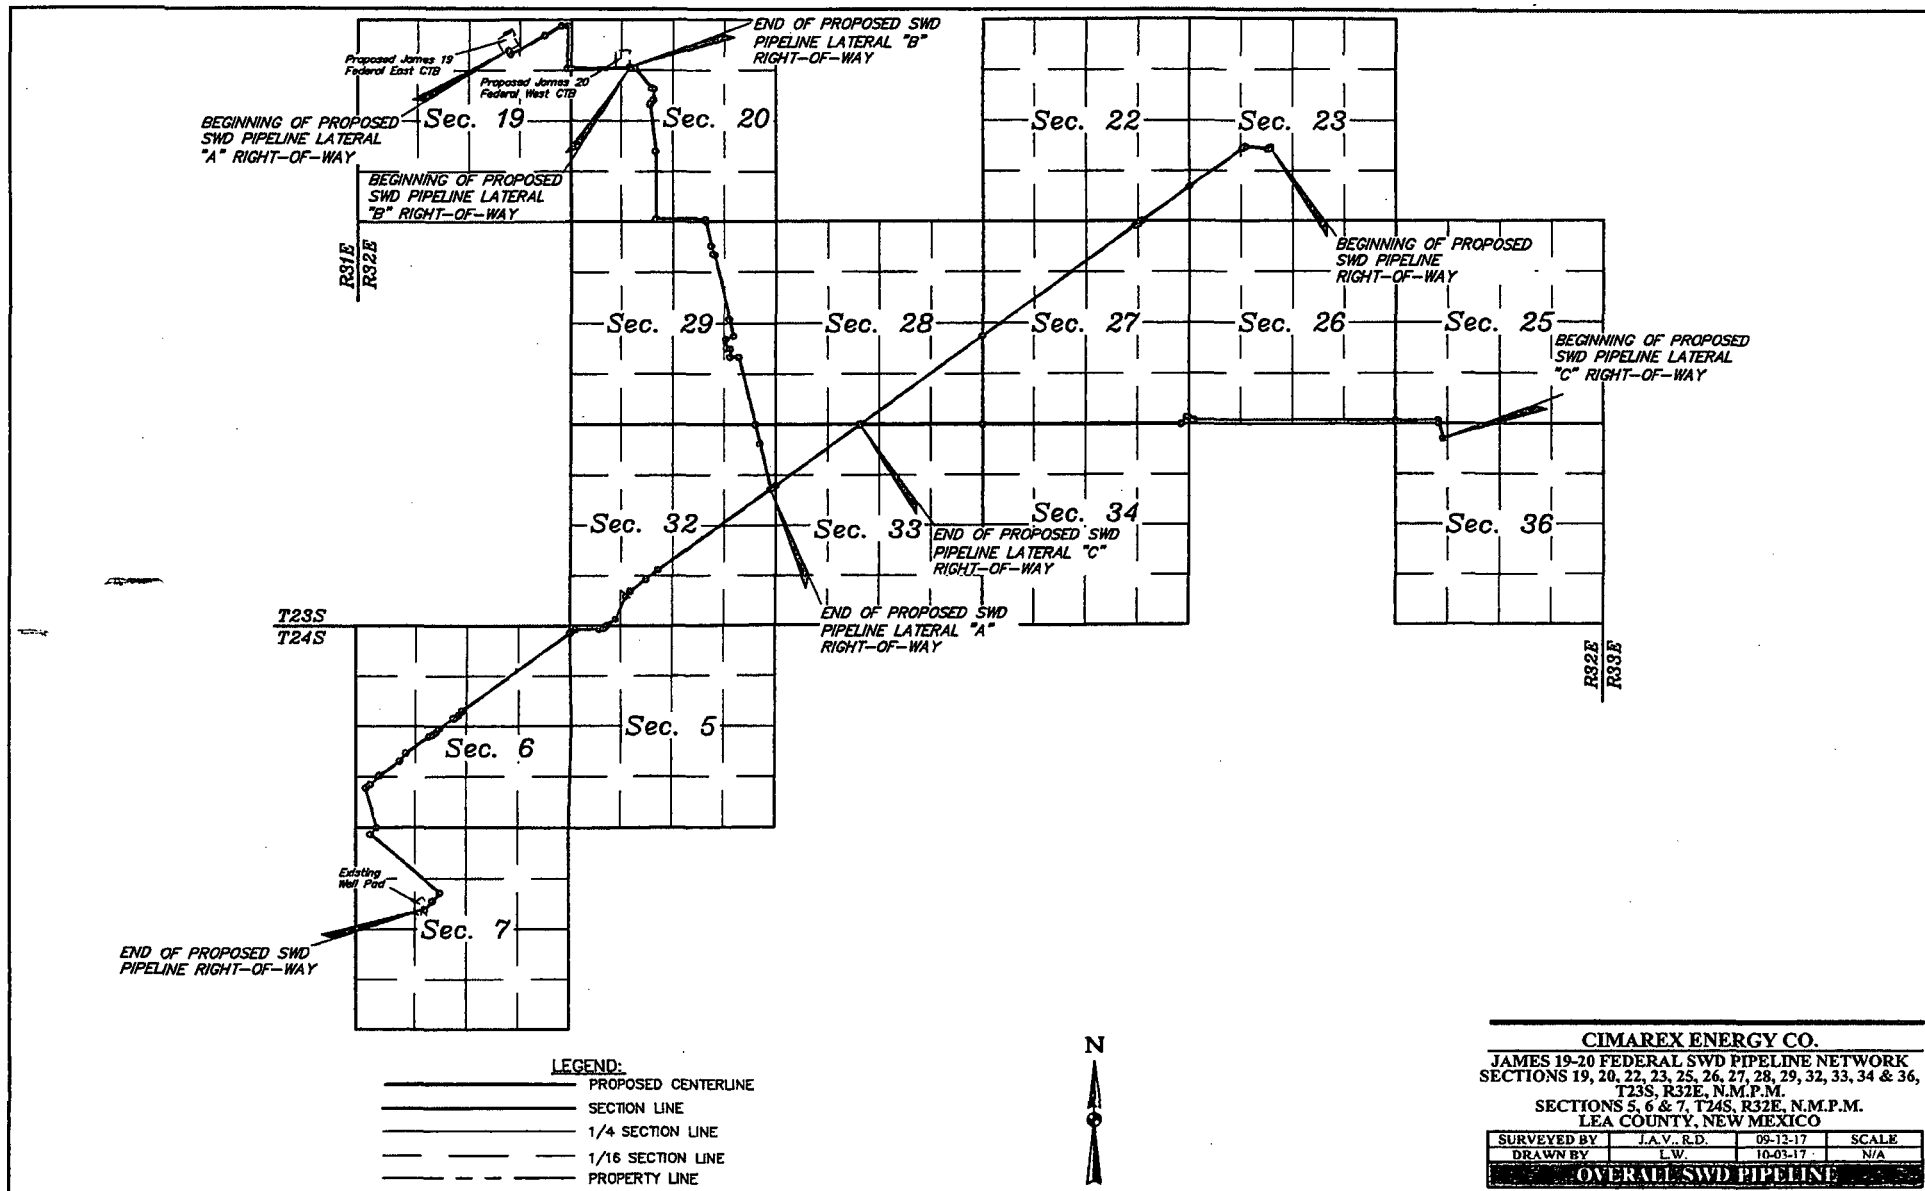 END OF PROPOSED SWD
PIPELINE LATERAL "B"
RIGHT-OF-WAY
Proposed James 19
Federal East CTB
Proposed James 20
Federal West CTB
BEGINNING OF PROPOSED
SWD PIPELINE LATERAL
"A" RIGHT-OF-WAY
Sec. 19
Sec. 20
Sec. 22
Sec. 23
BEGINNING OF PROPOSED
SWD PIPELINE LATERAL
"B" RIGHT-OF-WAY
R31E
R32E
BEGINNING OF PROPOSED
SWD PIPELINE
RIGHT-OF-WAY
Sec. 29
Sec. 28
Sec. 27
Sec. 26
Sec. 25
BEGINNING OF PROPOSED
SWD PIPELINE LATERAL
"C" RIGHT-OF-WAY
Sec. 32
Sec. 33
Sec. 34
Sec. 36
END OF PROPOSED SWD
PIPELINE LATERAL "C"
RIGHT-OF-WAY
END OF PROPOSED SWD
PIPELINE LATERAL "A"
RIGHT-OF-WAY
T23S
T24S
R32E
R33E
Sec. 6
Sec. 5
Existing
Well Pad
Sec. 7
END OF PROPOSED SWD
PIPELINE RIGHT-OF-WAY
LEGEND:
PROPOSED CENTERLINE
SECTION LINE
1/4 SECTION LINE
1/16 SECTION LINE
PROPERTY LINE
N
CIMAREX ENERGY CO.
JAMES 19-20 FEDERAL SWD PIPELINE NETWORK
SECTIONS 19, 20, 22, 23, 25, 26, 27, 28, 29, 32, 33, 34 & 36,
T23S, R32E, N.M.P.M.
SECTIONS 5, 6 & 7, T24S, R32E, N.M.P.M.
LEA COUNTY, NEW MEXICO
SURVEYED BY J.A.V., R.D. 09-12-17 SCALE
DRAWN BY L.W. 10-03-17 N/A
OVERALL SWD PIPELINE